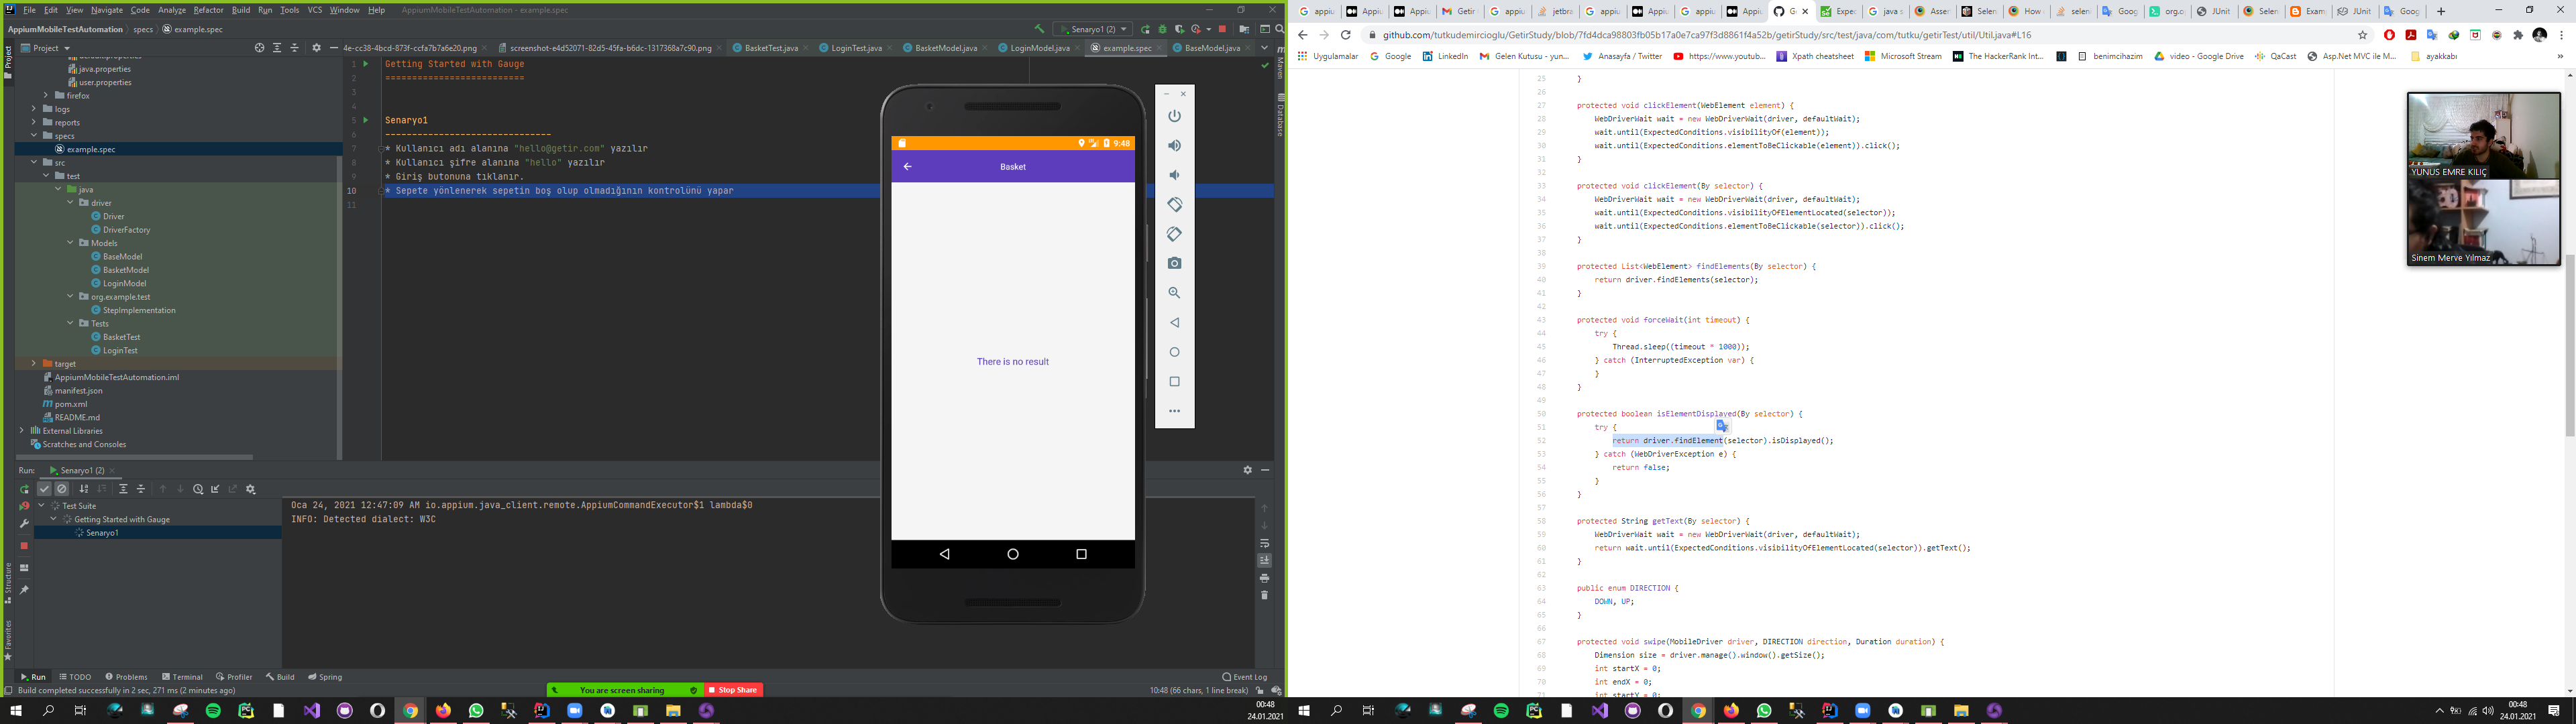 File Edit View Navigate Code Analyze Refactor Build Run Tools VCS Window Help AppiumMobileTestAutomation - example.spec
AppiumMobileTestAutomation specs example.spec
Senaryo1 (2)
Project
4e-cc38-4bcd-873f-ccfa7b7a6e20.png screenshot-e4d52071-82d5-45fa-b6dc-1317368a7c90.png BasketTest.java LoginTest.java BasketModel.java LoginModel.java example.spec BaseModel.java
java.properties
user.properties
firefox
logs
reports
specs
example.spec
src
test
java
driver
Driver
DriverFactory
Models
BaseModel
BasketModel
LoginModel
org.example.test
StepImplementation
Tests
BasketTest
LoginTest
target
AppiumMobileTestAutomation.iml
manifest.json
pom.xml
README.md
External Libraries
Scratches and Consoles
1 Getting Started with Gauge
2 ==========================
3
4
5 Senaryo1
6 -------------------------------
7 * Kullanıcı adı alanına "hello@getir.com" yazılır
8 * Kullanıcı şifre alanına "hello" yazılır
9 * Giriş butonuna tıklanır.
10 * Sepete yönlenerek sepetin boş olup olmadığının kontrolünü yapar
11
9:48
Basket
There is no result
Maven
Database
Structure
Favorites
Run: Senaryo1 (2)
Test Suite
Getting Started with Gauge
Senaryo1
Oca 24, 2021 12:47:09 AM io.appium.java_client.remote.AppiumCommandExecutor$1 lambda$0
INFO: Detected dialect: W3C
Run TODO Problems Terminal Profiler Build Spring Event Log
Build completed successfully in 2 sec, 271 ms (2 minutes ago)
You are screen sharing Stop Share
10:48 (66 chars, 1 line break)
00:48
24.01.2021
github.com/tutkudemircioglu/GetirStudy/blob/7fd4dca98803fb05b17a0e7ca97f3d8861f4a52b/getirStudy/src/test/java/com/tutku/getirTest/util/Util.java#L16
Uygulamalar Google LinkedIn Gelen Kutusu - yun... Anasayfa / Twitter https://www.youtub... Xpath cheatsheet Microsoft Stream The HackerRank Int... benimcihazim video - Google Drive QaCast Asp.Net MVC ile M... ayakkabı
25 }
26
27 protected void clickElement(WebElement element) {
28 WebDriverWait wait = new WebDriverWait(driver, defaultWait);
29 wait.until(ExpectedConditions.visibilityOf(element));
30 wait.until(ExpectedConditions.elementToBeClickable(element)).click();
31 }
32
33 protected void clickElement(By selector) {
34 WebDriverWait wait = new WebDriverWait(driver, defaultWait);
35 wait.until(ExpectedConditions.visibilityOfElementLocated(selector));
36 wait.until(ExpectedConditions.elementToBeClickable(selector)).click();
37 }
38
39 protected List<WebElement> findElements(By selector) {
40 return driver.findElements(selector);
41 }
42
43 protected void forceWait(int timeout) {
44 try {
45 Thread.sleep((timeout * 1000));
46 } catch (InterruptedException var) {
47 }
48 }
49
50 protected boolean isElementDisplayed(By selector) {
51 try {
52 return driver.findElement(selector).isDisplayed();
53 } catch (WebDriverException e) {
54 return false;
55 }
56 }
57
58 protected String getText(By selector) {
59 WebDriverWait wait = new WebDriverWait(driver, defaultWait);
60 return wait.until(ExpectedConditions.visibilityOfElementLocated(selector)).getText();
61 }
62
63 public enum DIRECTION {
64 DOWN, UP;
65 }
66
67 protected void swipe(MobileDriver driver, DIRECTION direction, Duration duration) {
68 Dimension size = driver.manage().window().getSize();
69 int startX = 0;
70 int endX = 0;
71 int startY = 0;
YUNUS EMRE KILIÇ
Sinem Merve Yılmaz
00:48
24.01.2021